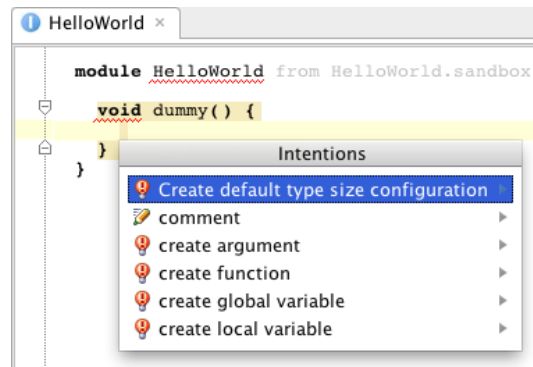 HelloWorld
module HelloWorld from HelloWorld.sandbox
void dummy() {
}
}
Intentions
Create default type size configuration
comment
create argument
create function
create global variable
create local variable